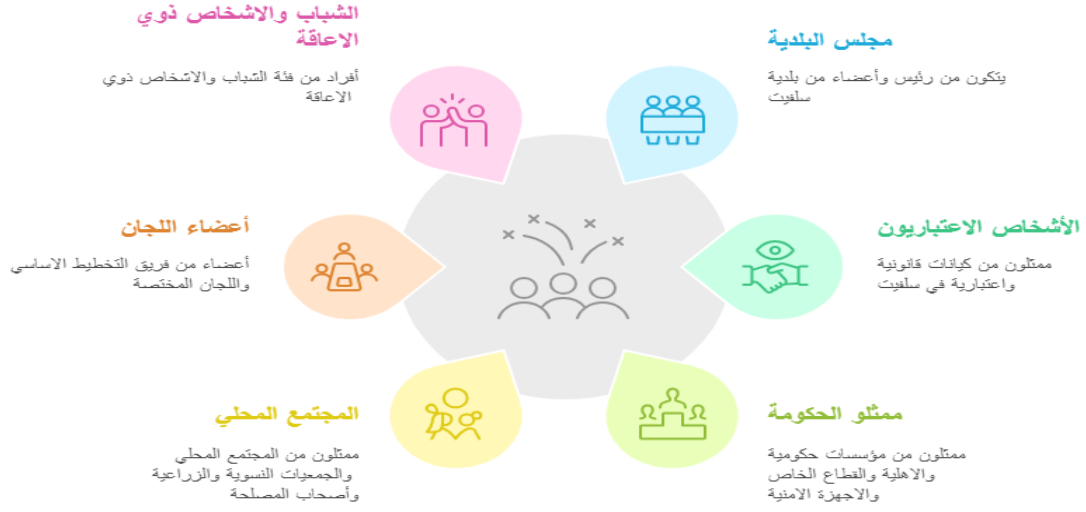 مجلس البلدية
يتكون من رئيس وأعضاء من بلدية
سلفيت
الأشخاص الاعتباريون
ممثلون من كيانات قانونية
واعتبارية في سلفيت
ممثلو الحكومة
ممثلون من مؤسسات حكومية
والاهلية والقطاع الخاص
والاجهزة الامنية
الشباب والاشخاص ذوي
الاعاقة
أفراد من فئة الشباب والاشخاص ذوي
الاعاقة
أعضاء اللجان
أعضاء من فريق التخطيط الاساسي
واللجان المختصة
المجتمع المحلي
ممثلون من المجتمع المحلي
والجمعيات النسوية والزراعية
وأصحاب المصلحة